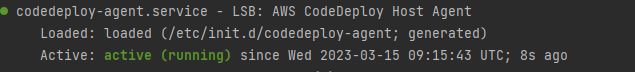 ● codedeploy-agent.service - LSB: AWS CodeDeploy Host Agent
Loaded: loaded (/etc/init.d/codedeploy-agent; generated)
Active: active (running) since Wed 2023-03-15 09:15:43 UTC; 8s ago